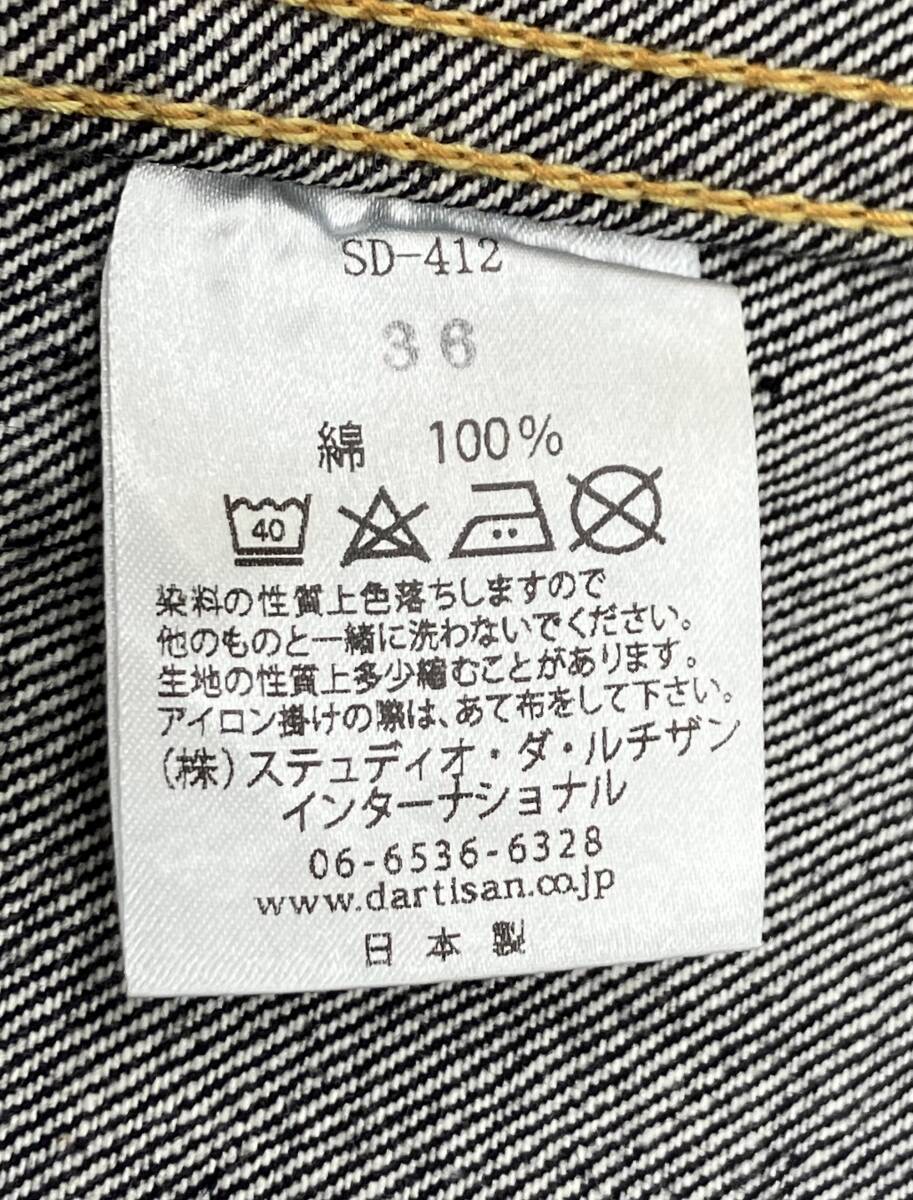 SD-412
36
綿 100%
40
染料の性質上色落ちしますので
他のものと一緒に洗わないでください。
生地の性質上多少縮むことがあります。
アイロン掛けの際は、あて布をして下さい。
(株)ステュディオ・ダ・ルチザン
インターナショナル
06-6536-6328
www.dartisan.co.jp
日本製